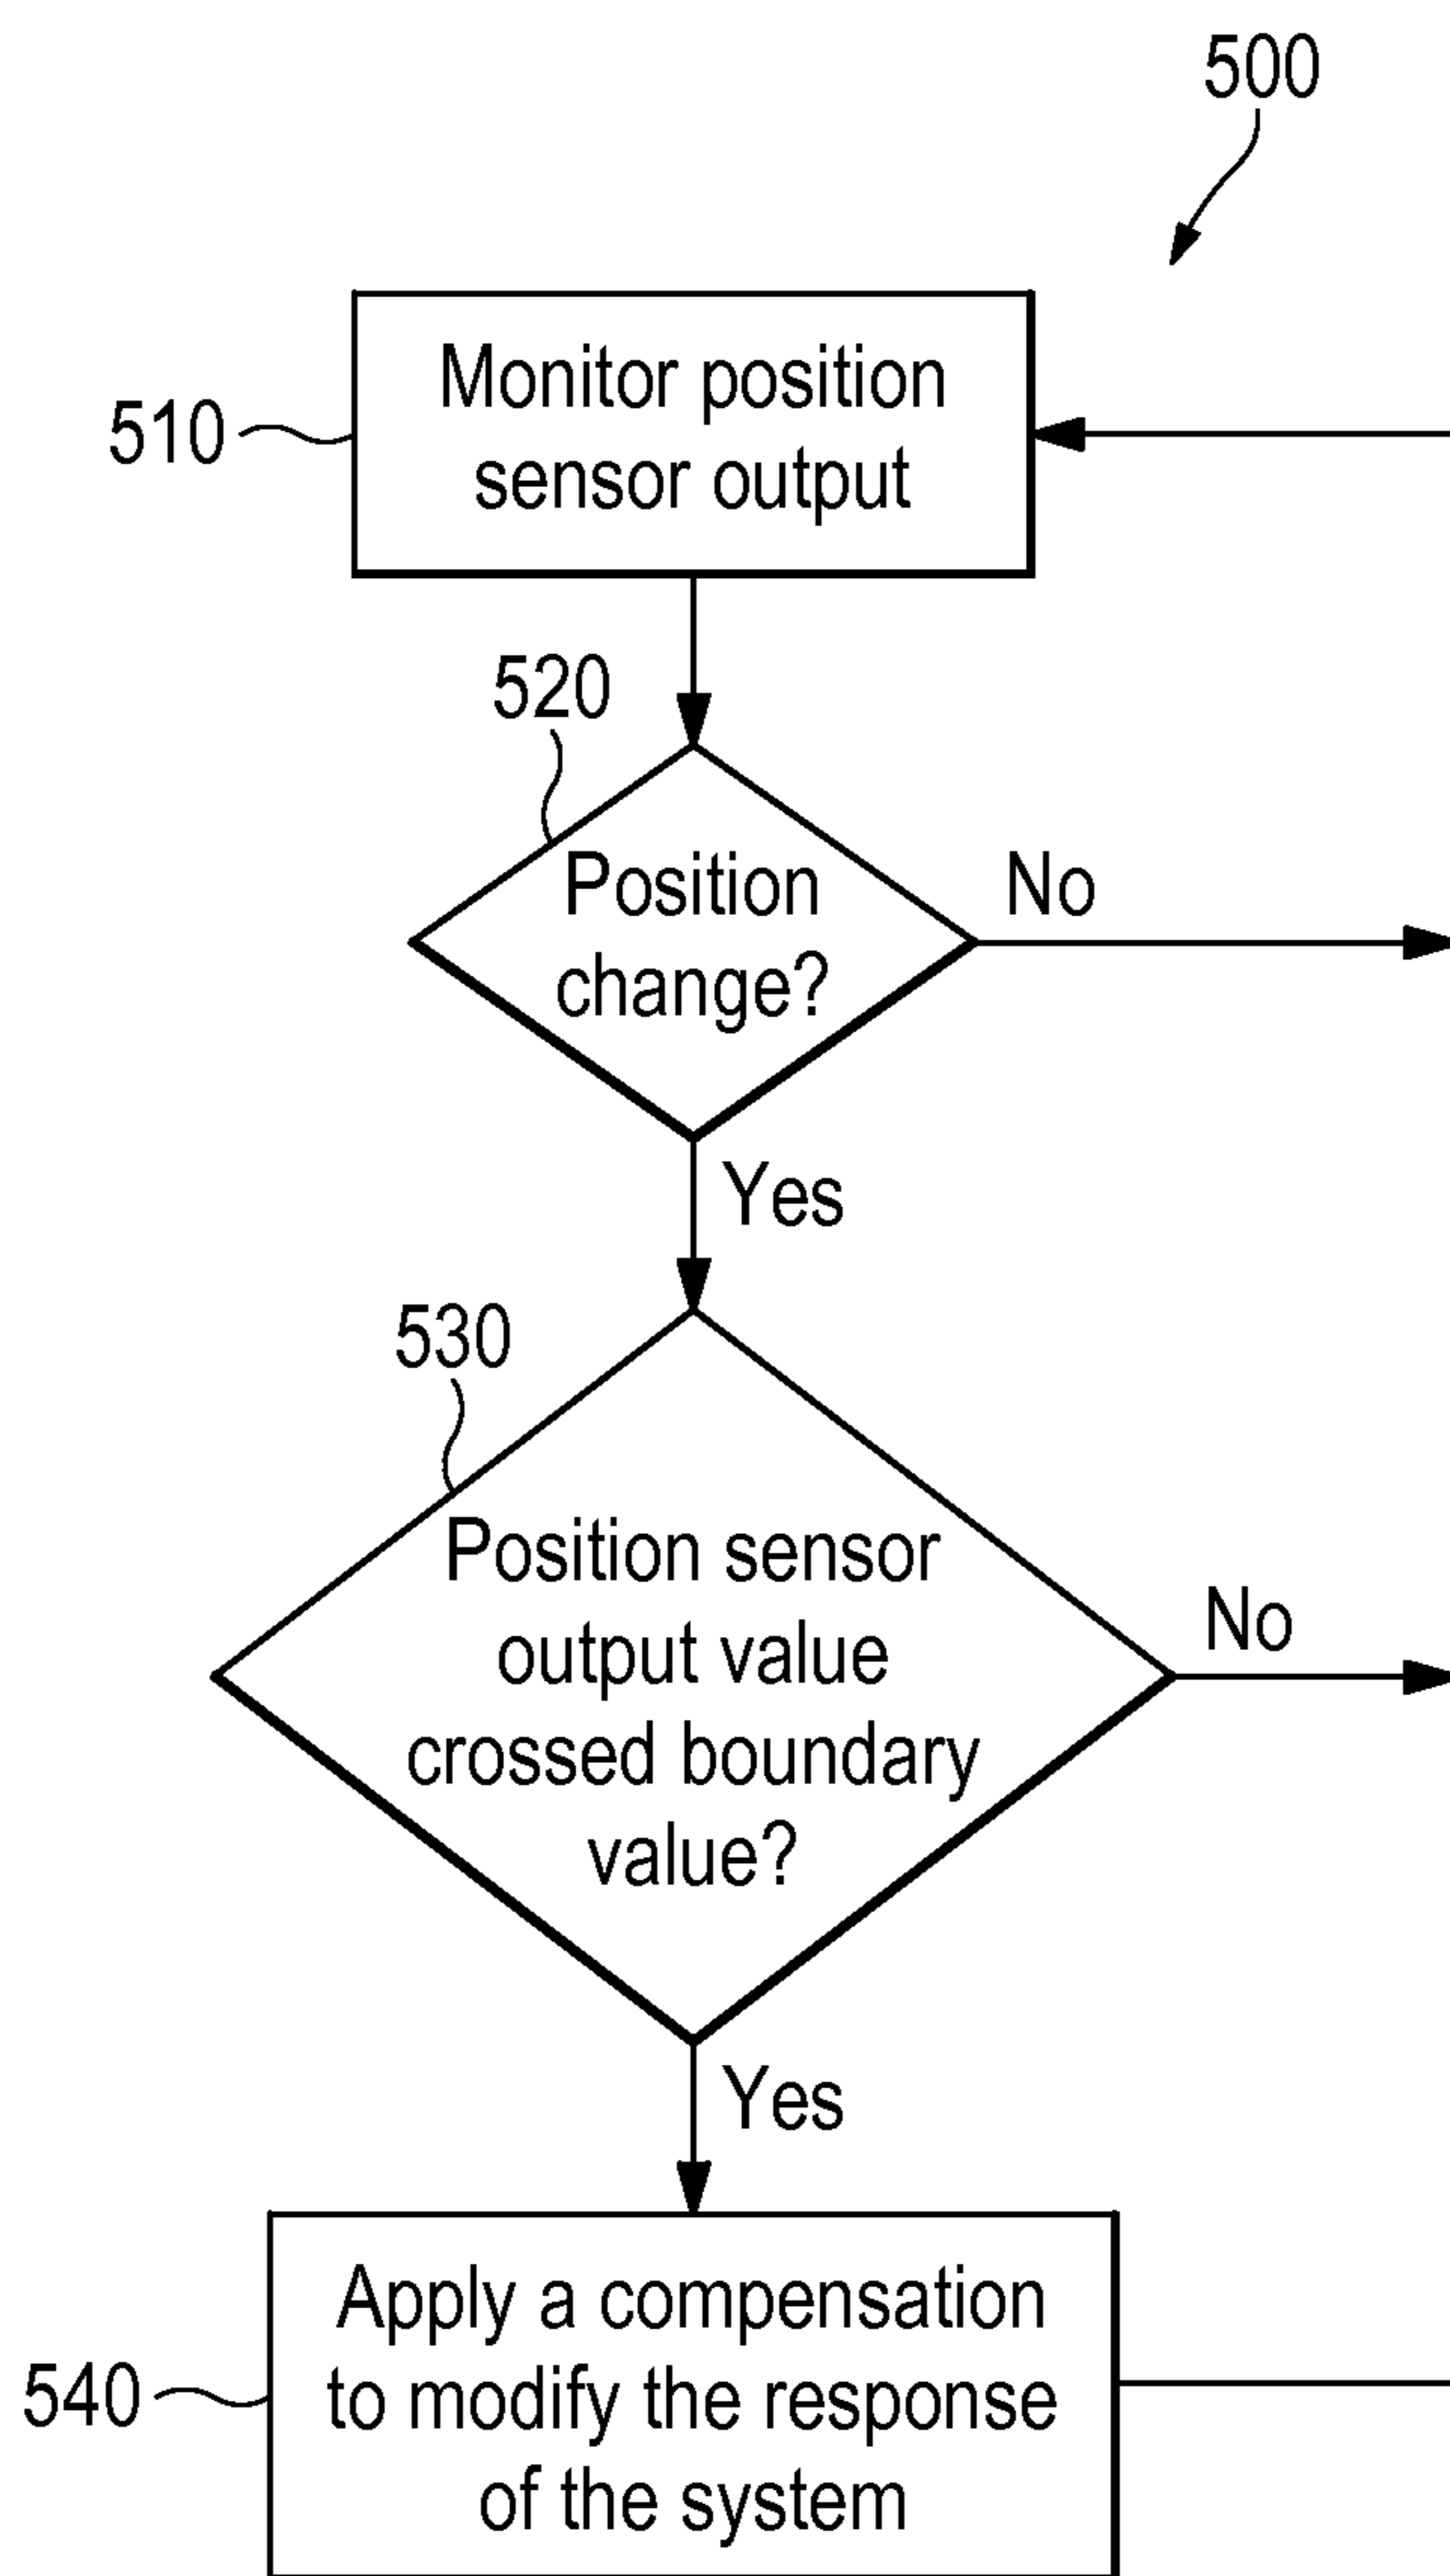 500
510
Monitor position
sensor output
520
Position
change?
No
Yes
530
Position sensor
output value
crossed boundary
value?
No
Yes
540
Apply a compensation
to modify the response
of the system